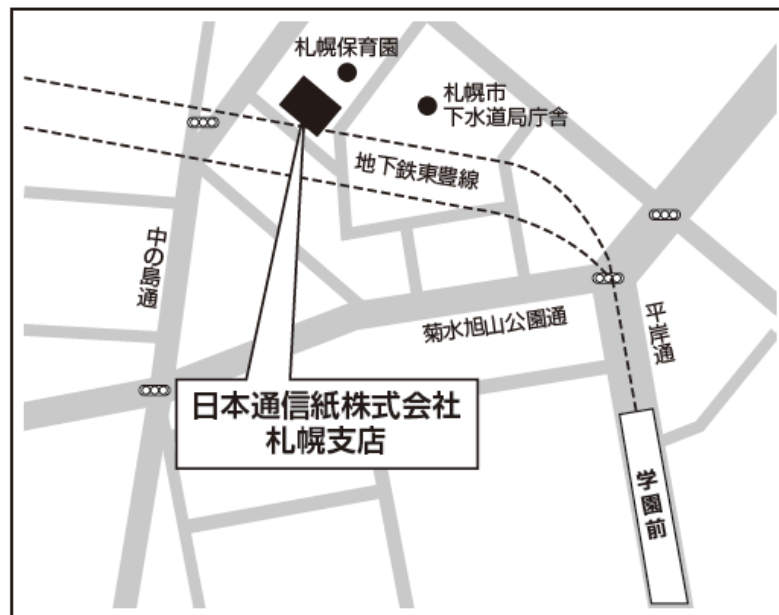 札幌保育園
札幌市
下水道局庁舎
地下鉄東豊線
中の島通
菊水旭山公園通
平岸通
日本通信紙株式会社
札幌支店
学園前